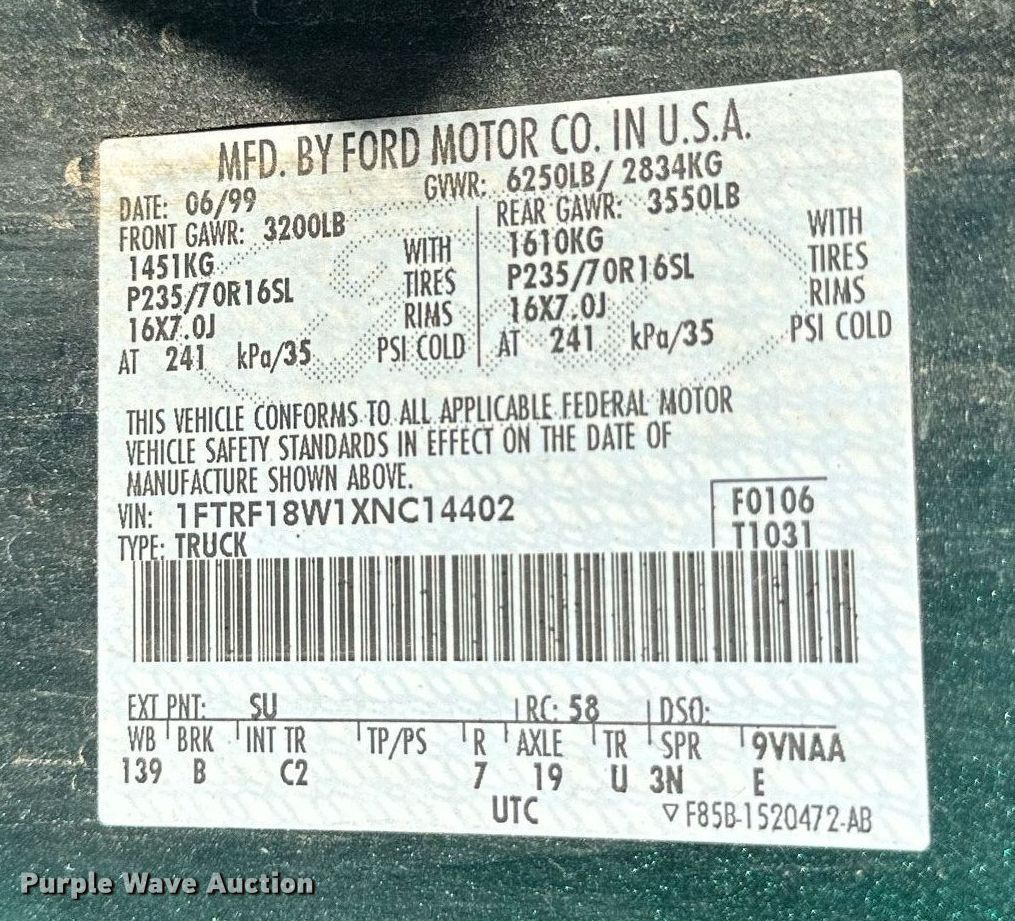 MFD. BY FORD MOTOR CO. IN U.S.A.
DATE: 06/99 GVWR: 6250LB/ 2834KG
FRONT GAWR: 3200LB REAR GAWR: 3550LB
1451KG WITH 1610KG WITH
P235/70R16SL TIRES P235/70R16SL TIRES
16X7.0J RIMS 16X7.0J RIMS
AT 241 kPa/35 PSI COLD AT 241 kPa/35 PSI COLD
THIS VEHICLE CONFORMS TO ALL APPLICABLE FEDERAL MOTOR
VEHICLE SAFETY STANDARDS IN EFFECT ON THE DATE OF
MANUFACTURE SHOWN ABOVE.
VIN: 1FTRF18W1XNC14402 F0106
TYPE: TRUCK T1031
EXT PNT: SU RC: 58 DSO:
WB BRK INT TR TP/PS R AXLE TR SPR 9VNAA
139 B C2 7 19 U 3N E
UTC ▽ F85B-1520472-AB
Purple Wave Auction